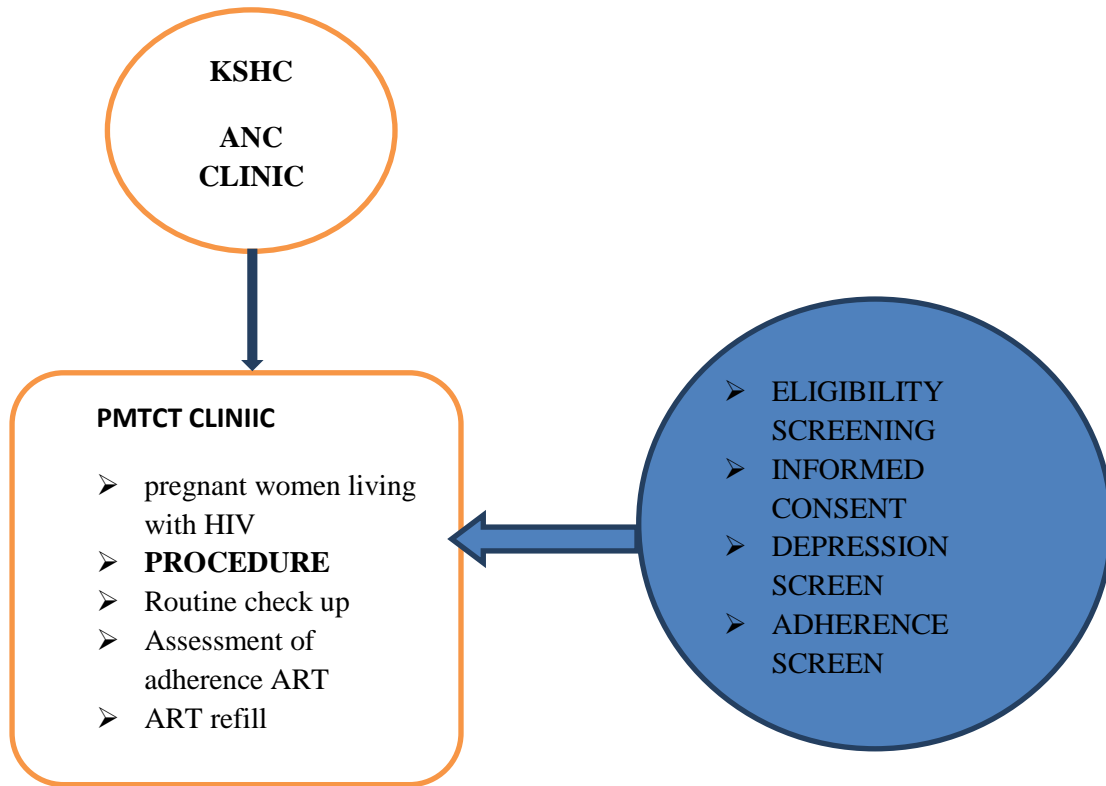 KSHC
ANC
CLINIC
PMTCT CLINIIC
➢ pregnant women living
with HIV
➢ PROCEDURE
➢ Routine check up
➢ Assessment of
adherence ART
➢ ART refill
➢ ELIGIBILITY
SCREENING
➢ INFORMED
CONSENT
➢ DEPRESSION
SCREEN
➢ ADHERENCE
SCREEN